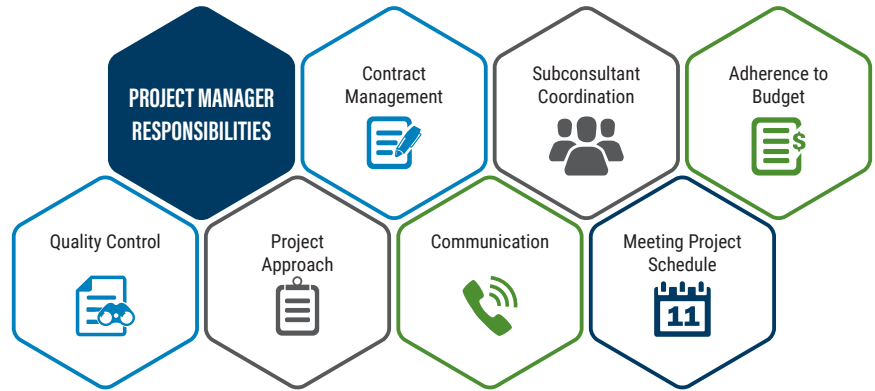 PROJECT MANAGER
RESPONSIBILITIES
Contract
Management
Subconsultant
Coordination
Adherence to
Budget
$
Quality Control
Project
Approach
Communication
Meeting Project
Schedule
11